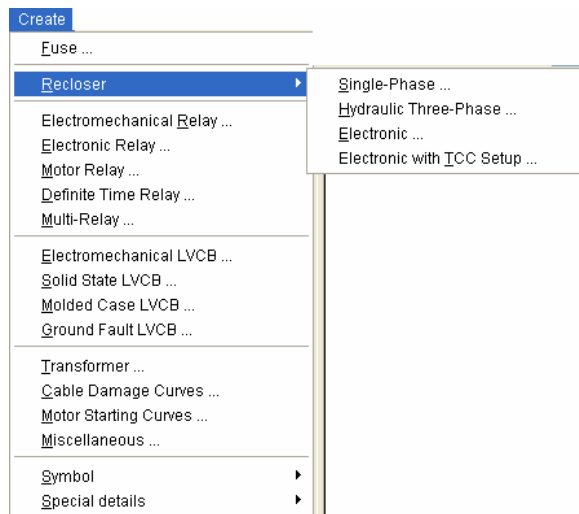 Create
Fuse ...
Recloser
Single-Phase ...
Hydraulic Three-Phase ...
Electronic ...
Electronic with TCC Setup ...
Electromechanical Relay ...
Electronic Relay ...
Motor Relay ...
Definite Time Relay ...
Multi-Relay ...
Electromechanical LVCB ...
Solid State LVCB ...
Molded Case LVCB ...
Ground Fault LVCB ...
Transformer ...
Cable Damage Curves ...
Motor Starting Curves ...
Miscellaneous ...
Symbol
Special details